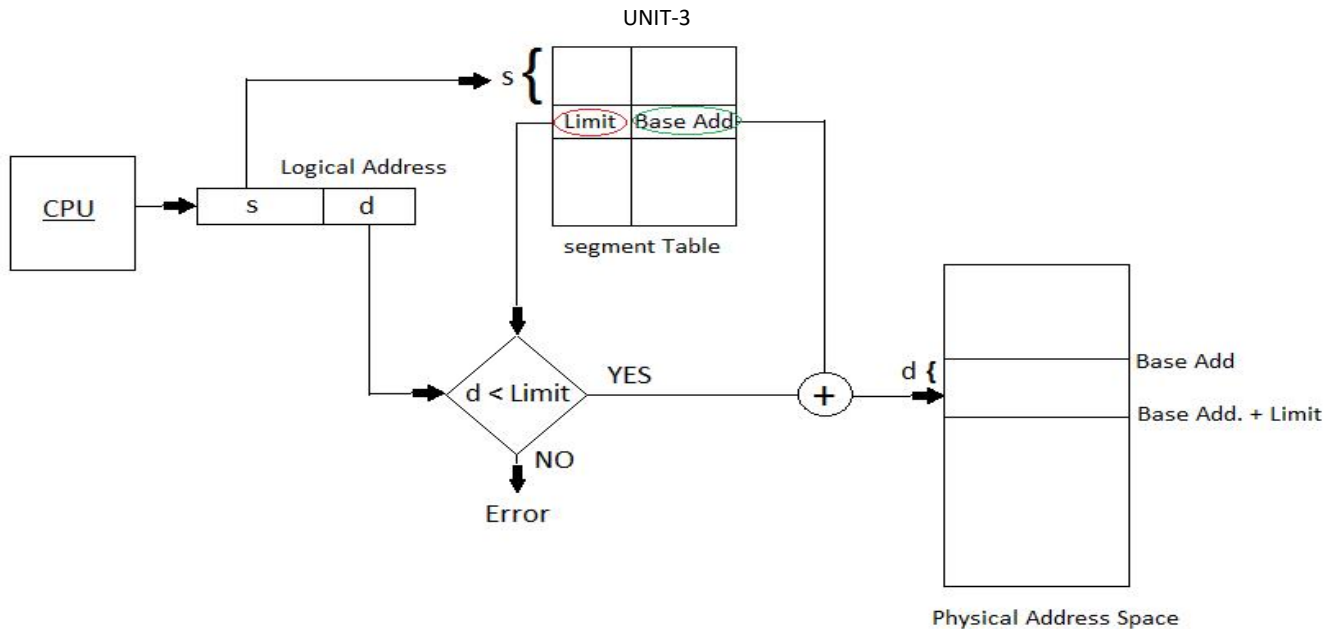 UNIT-3
s {
Limit
Base Add
Logical Address
CPU
s
d
segment Table
d < Limit
YES
+
d {
Base Add
Base Add. + Limit
NO
Error
Physical Address Space